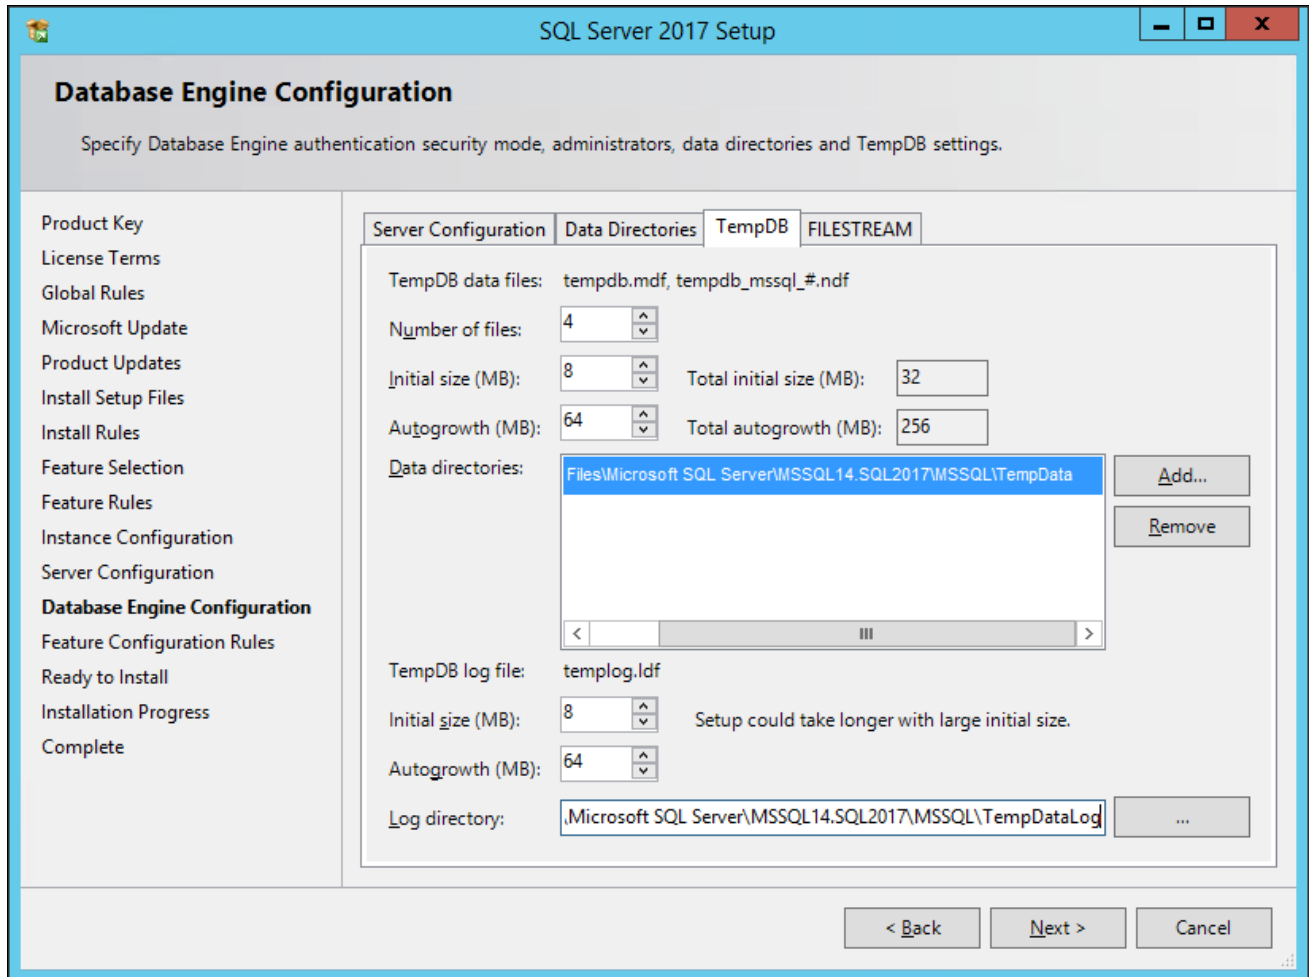 SQL Server 2017 Setup
Database Engine Configuration
Specify Database Engine authentication security mode, administrators, data directories and TempDB settings.
Product Key
License Terms
Global Rules
Microsoft Update
Product Updates
Install Setup Files
Install Rules
Feature Selection
Feature Rules
Instance Configuration
Server Configuration
Database Engine Configuration
Feature Configuration Rules
Ready to Install
Installation Progress
Complete
Server Configuration Data Directories TempDB FILESTREAM
TempDB data files: tempdb.mdf, tempdb_mssql_#.ndf
Number of files: 4
Initial size (MB): 8 Total initial size (MB): 32
Autogrowth (MB): 64 Total autogrowth (MB): 256
Data directories: Files\Microsoft SQL Server\MSSQL14.SQL2017\MSSQL\TempData Add...
Remove
TempDB log file: templog.ldf
Initial size (MB): 8 Setup could take longer with large initial size.
Autogrowth (MB): 64
Log directory: \Microsoft SQL Server\MSSQL14.SQL2017\MSSQL\TempDataLog ...
< Back Next > Cancel